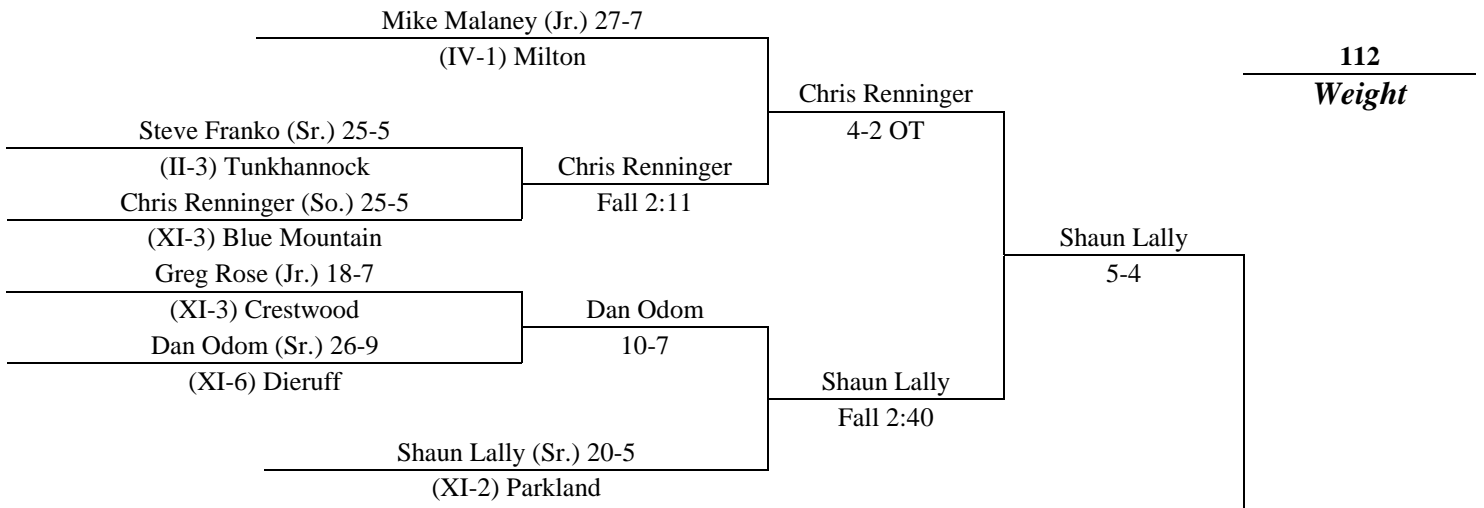 Mike Malaney (Jr.) 27-7
(IV-1) Milton
112
Weight
Chris Renninger
4-2 OT
Steve Franko (Sr.) 25-5
(II-3) Tunkhannock
Chris Renninger
Fall 2:11
Chris Renninger (So.) 25-5
(XI-3) Blue Mountain
Shaun Lally
5-4
Greg Rose (Jr.) 18-7
(XI-3) Crestwood
Dan Odom
10-7
Dan Odom (Sr.) 26-9
(XI-6) Dieruff
Shaun Lally
Fall 2:40
Shaun Lally (Sr.) 20-5
(XI-2) Parkland